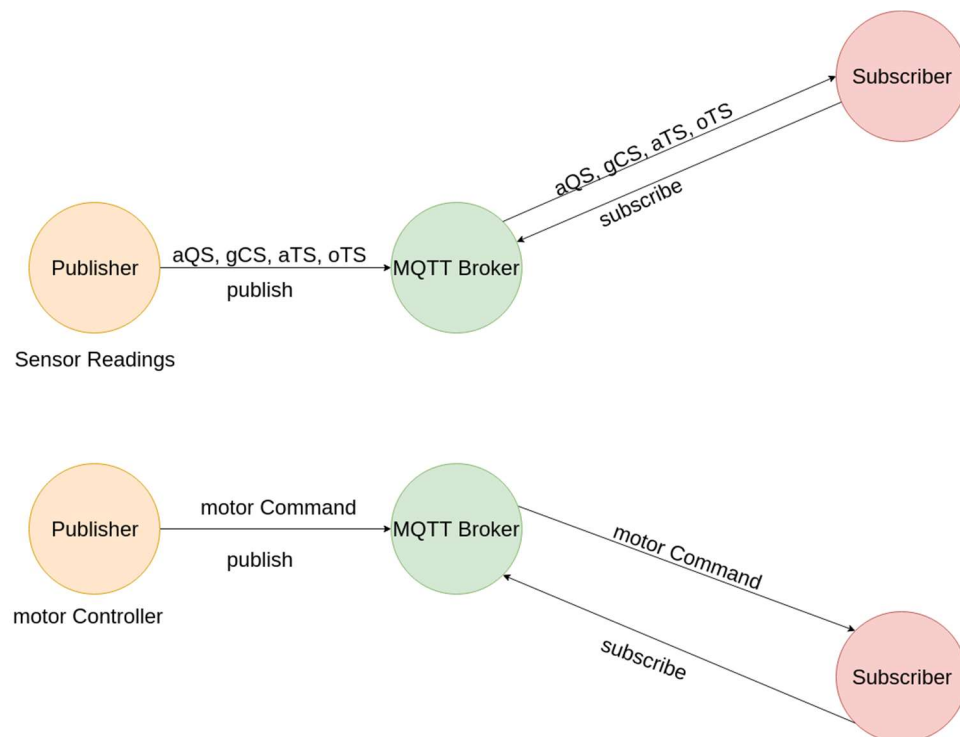 Subscriber
aQS, gCS, aTS, oTS
subscribe
aQS, gCS, aTS, oTS
Publisher
MQTT Broker
publish
Sensor Readings
motor Command
Publisher
MQTT Broker
motor Command
publish
motor Controller
subscribe
Subscriber